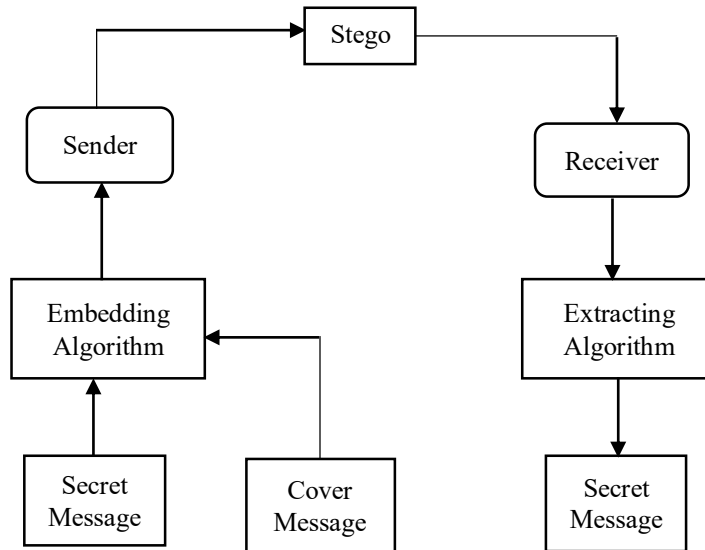 Stego
Sender
Receiver
Embedding
Algorithm
Extracting
Algorithm
Secret
Message
Cover
Message
Secret
Message